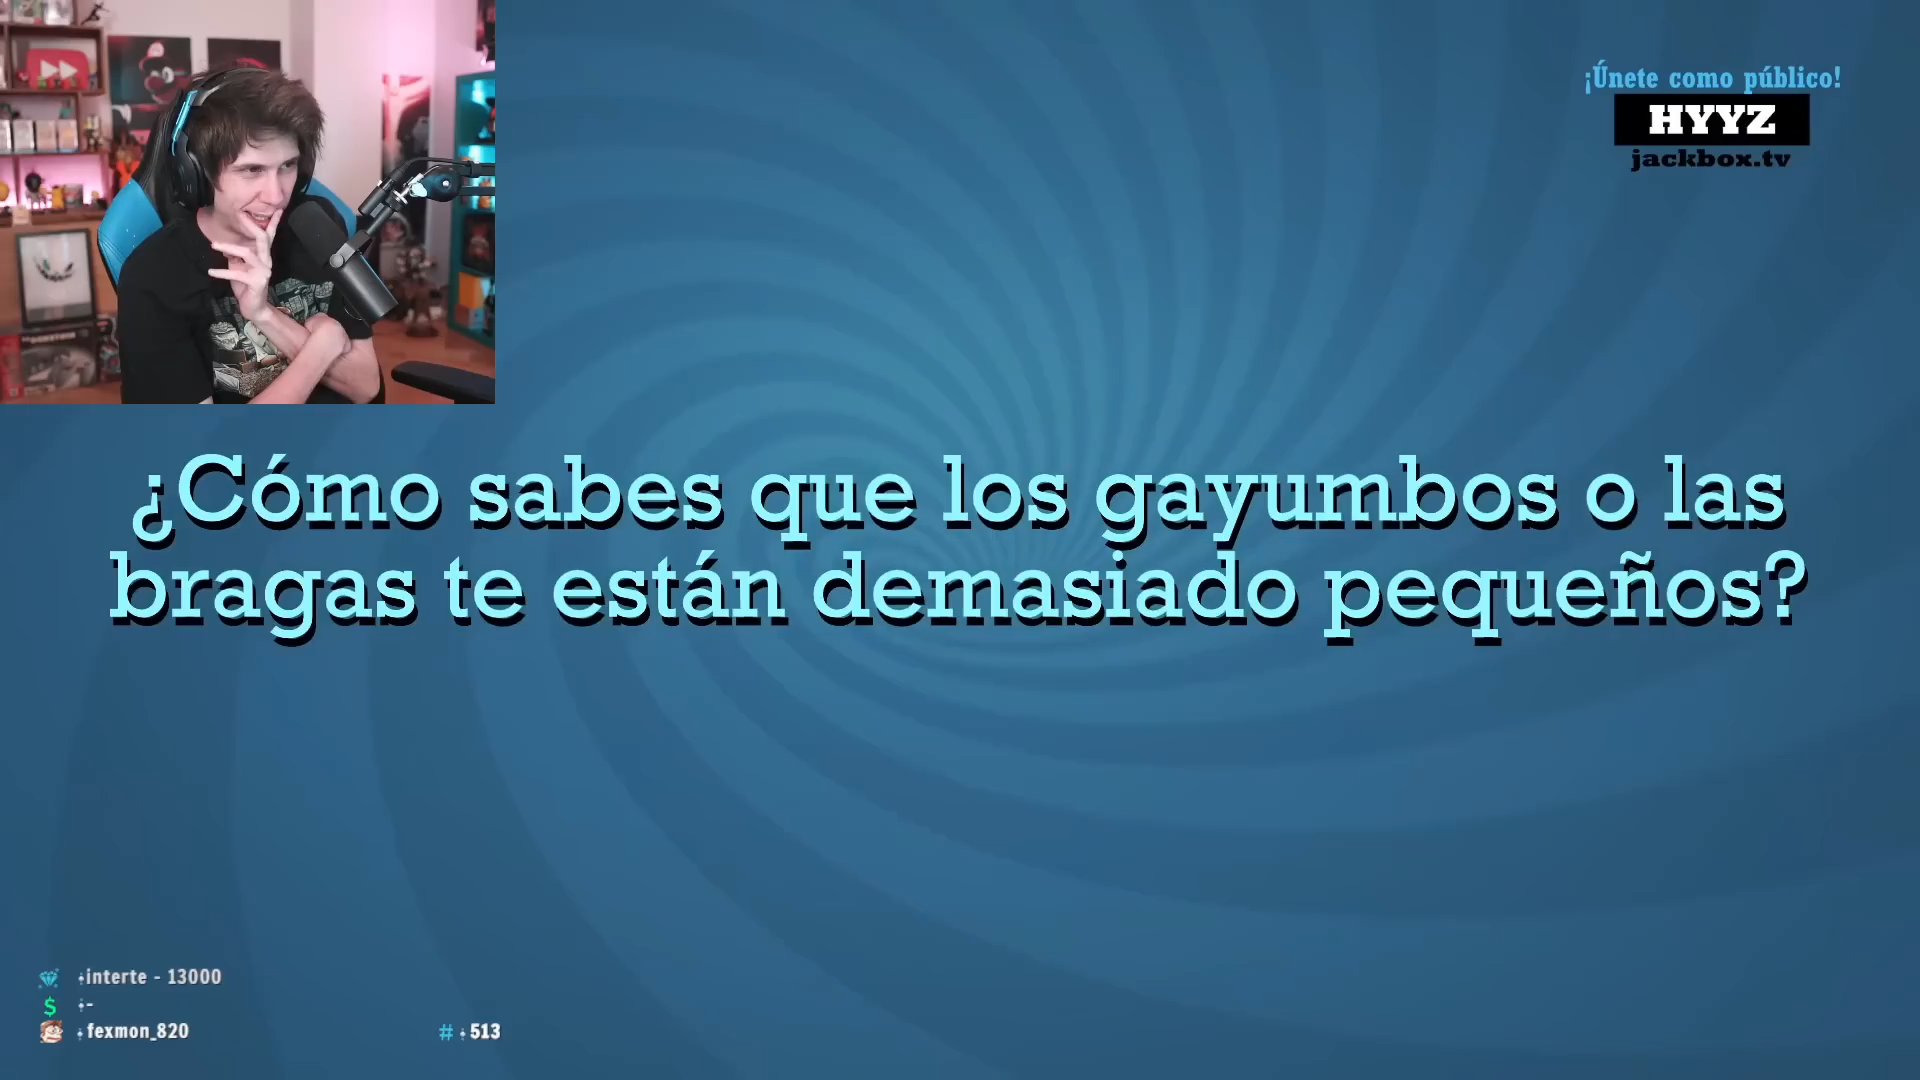 ¡Únete como público!
HYYZ
jackbox.tv
¿Cómo sabes que los gayumbos o las
bragas te están demasiado pequeños?
interte - 13000
-
fexmon_820
# 513